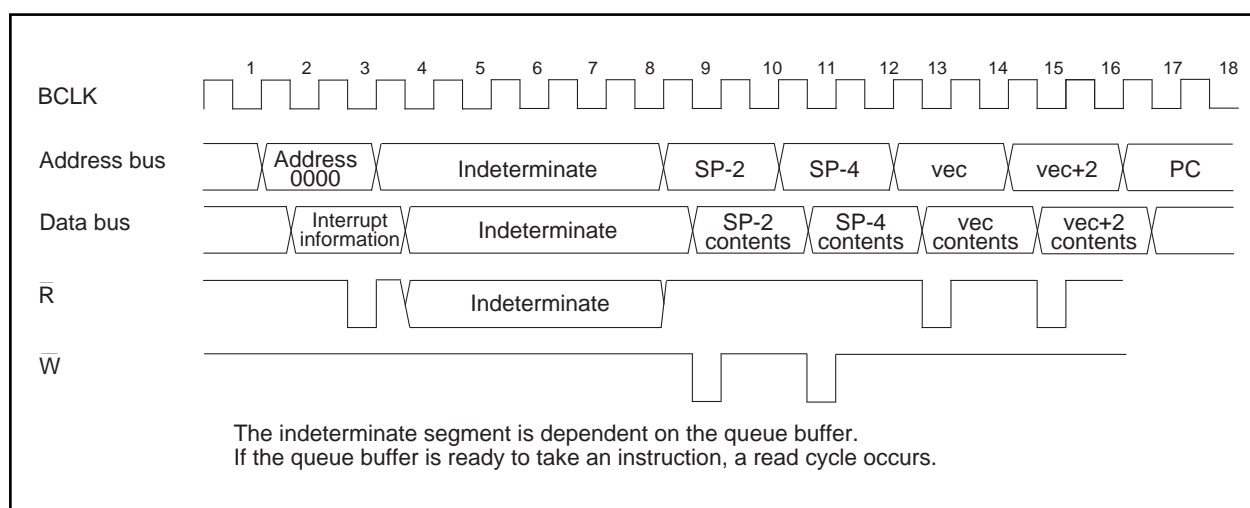 1 2 3 4 5 6 7 8 9 10 11 12 13 14 15 16 17 18
BCLK
Address bus
Address
0000
Indeterminate
SP-2
SP-4
vec
vec+2
PC
Data bus
Interrupt
information
Indeterminate
SP-2
contents
SP-4
contents
vec
contents
vec+2
contents
R̅
Indeterminate
W̅
The indeterminate segment is dependent on the queue buffer.
If the queue buffer is ready to take an instruction, a read cycle occurs.